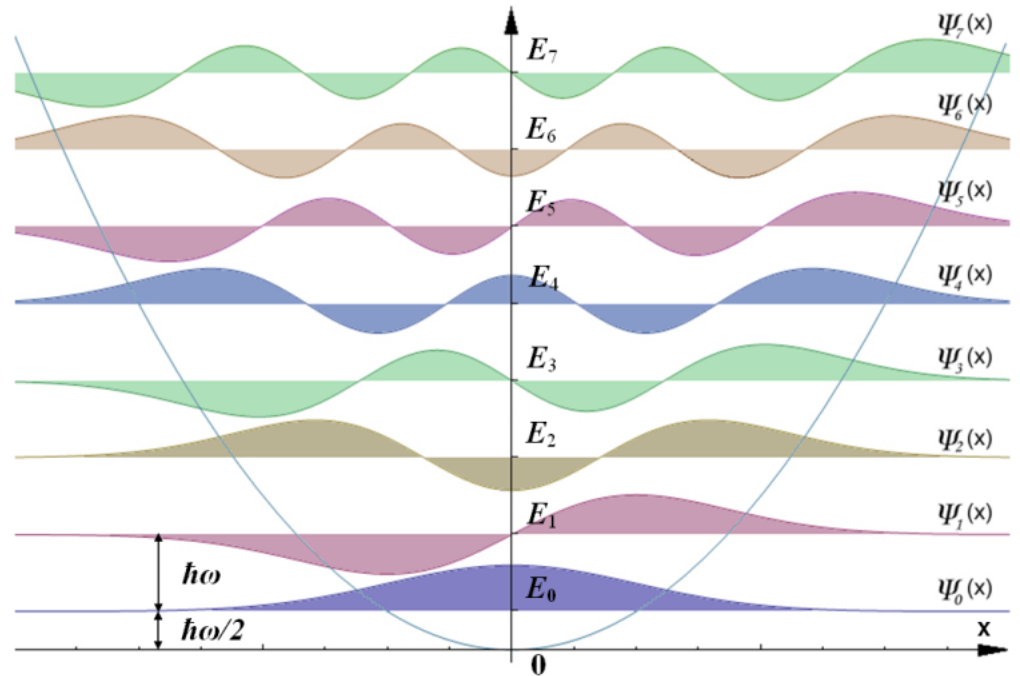 Ψ₇(x)
E₇
Ψ₆(x)
E₆
Ψ₅(x)
E₅
Ψ₄(x)
E₄
Ψ₃(x)
E₃
Ψ₂(x)
E₂
Ψ₁(x)
E₁
ħω
Ψ₀(x)
E₀
ħω/2
x
0